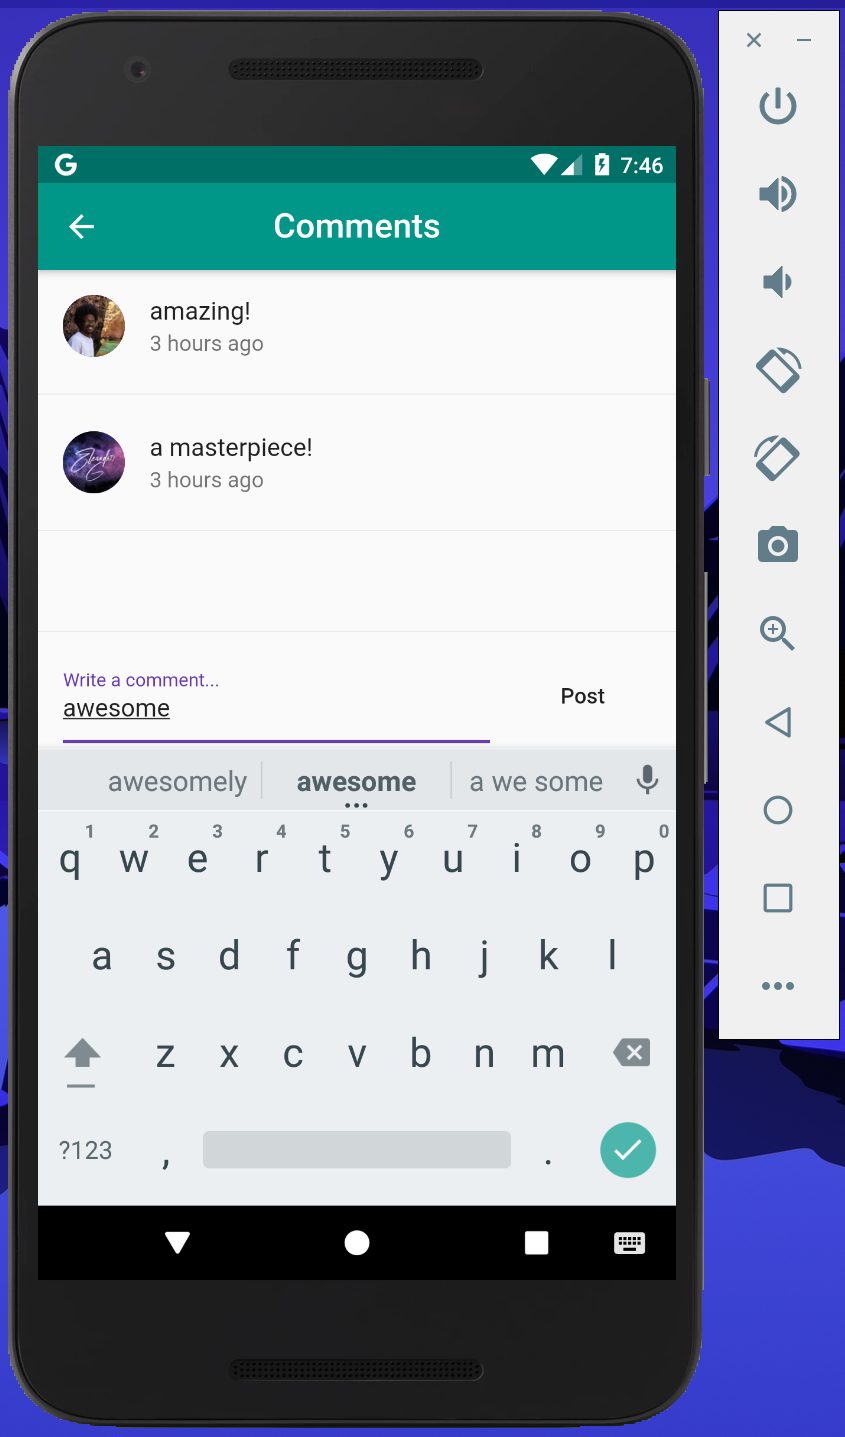 G 7:46
Comments
amazing!
3 hours ago
a masterpiece!
3 hours ago
Write a comment...
awesome
Post
awesomely awesome a we some
1 2 3 4 5 6 7 8 9 0
q w e r t y u i o p
a s d f g h j k l
z x c v b n m
?123 , .